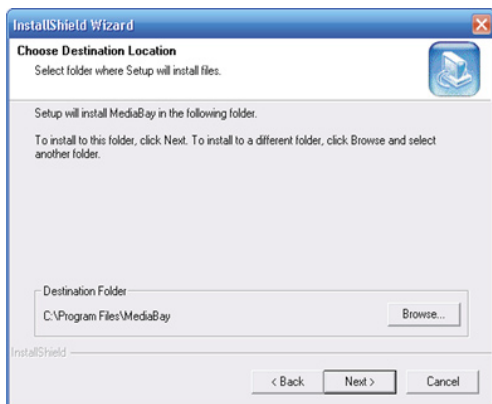 InstallShield Wizard
Choose Destination Location
Select folder where Setup will install files.
Setup will install MediaBay in the following folder.
To install to this folder, click Next. To install to a different folder, click Browse and select
another folder.
Destination Folder
C:\Program Files\MediaBay
Browse...
InstallShield
< Back
Next >
Cancel